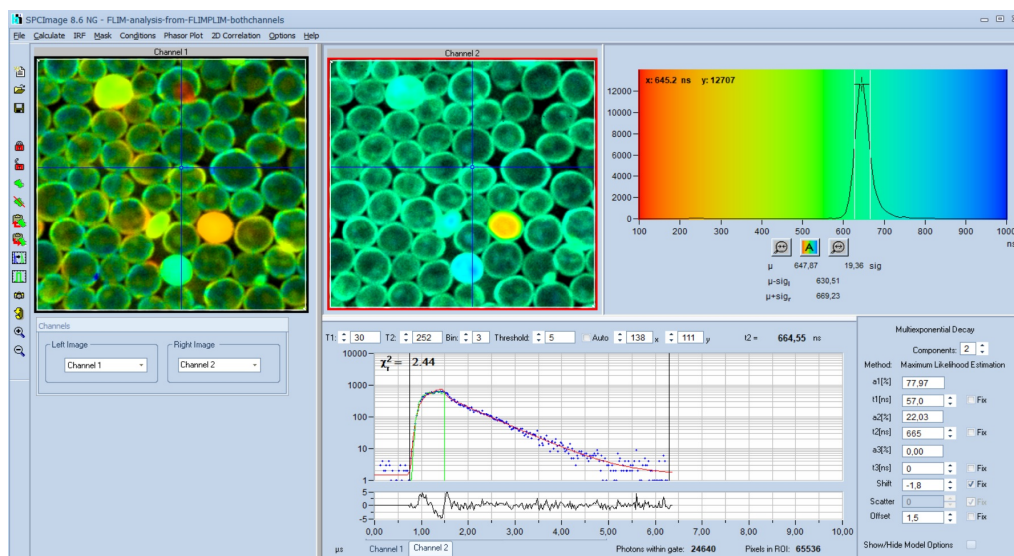 SPCImage 8.6 NG - FLIM-analysis-from-FLIMPLIM-bothchannels
File Calculate IRF Mask Conditions Phasor Plot 2D Correlation Options Help
Channel 1
Channel 2
x: 645.2 ns y: 12707
12000
10000
8000
6000
4000
2000
0
100 200 300 400 500 600 700 800 900 1000
ns
A
µ 647,87 19,36 sig
µ-sigl 630,51
µ+sigr 669,23
Channels
Left Image
Channel 1
Right Image
Channel 2
T1: 30 T2: 252 Bin: 3 Threshold: 5 Auto 138 x 111 y t2 = 664,55 ns
χr2 = 2.44
10000
1000
100
10
1
5
0
-5
0,00 1,00 2,00 3,00 4,00 5,00 6,00 7,00 8,00 9,00 10,00
µs Channel 1 Channel 2 Photons within gate: 24640 Pixels in ROI: 65536
Multiexponential Decay
Components: 2
Method: Maximum Likelihood Estimation
a1[%] 77,97
t1[ns] 57,0 Fix
a2[%] 22,03
t2[ns] 665 Fix
a3[%] 0,00
t3[ns] 0 Fix
Shift -1,8 Fix
Scatter 0 Fix
Offset 1,5 Fix
Show/Hide Model Options